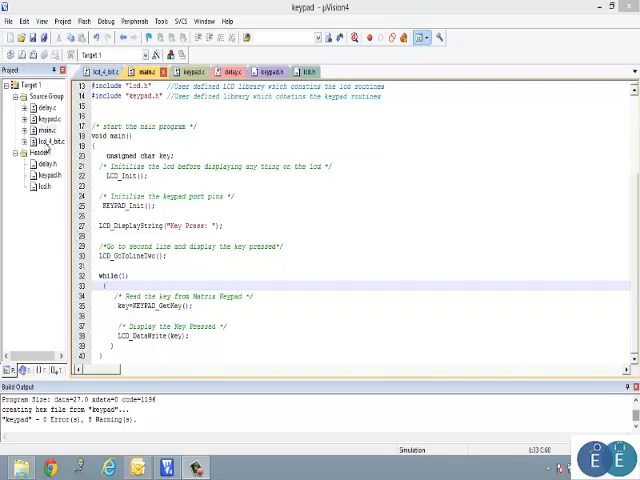 keypad - µVision4
File Edit View Project Flash Debug Peripherals Tools SVCS Window Help
Target 1
Project
lcd_4_bit.c main.c keypad.c delay.c keypad.h lcd.h
Target 1
Source Group
delay.c
keypad.c
main.c
lcd_4_bit.c
Header
delay.h
keypad.h
lcd.h
13 #include "lcd.h" //User defined LCD library which conatins the lcd routines
14 #include "keypad.h" //User defined library which conatins the keypad routines
15
16
17 /* start the main program */
18 void main()
19 {
20 unsigned char key;
21 /* Initilize the lcd before displaying any thing on the lcd */
22 LCD_Init();
23
24 /* Initilize the keypad port pins */
25 KEYPAD_Init();
26
27 LCD_DisplayString("Key Press: ");
28
29 /*Go to second line and display the key pressed*/
30 LCD_GoToLineTwo();
31
32 while(1)
33 {
34 /* Read the key from Matrix Keypad */
35 key=KEYPAD_GetKey();
36
37 /* Display the Key Pressed */
38 LCD_DataWrite(key);
39 }
40 }
Build Output
Program Size: data=27.0 xdata=0 code=1196
creating hex file from "keypad"...
"keypad" - 0 Error(s), 8 Warning(s).
Simulation L:33 C:60
E E